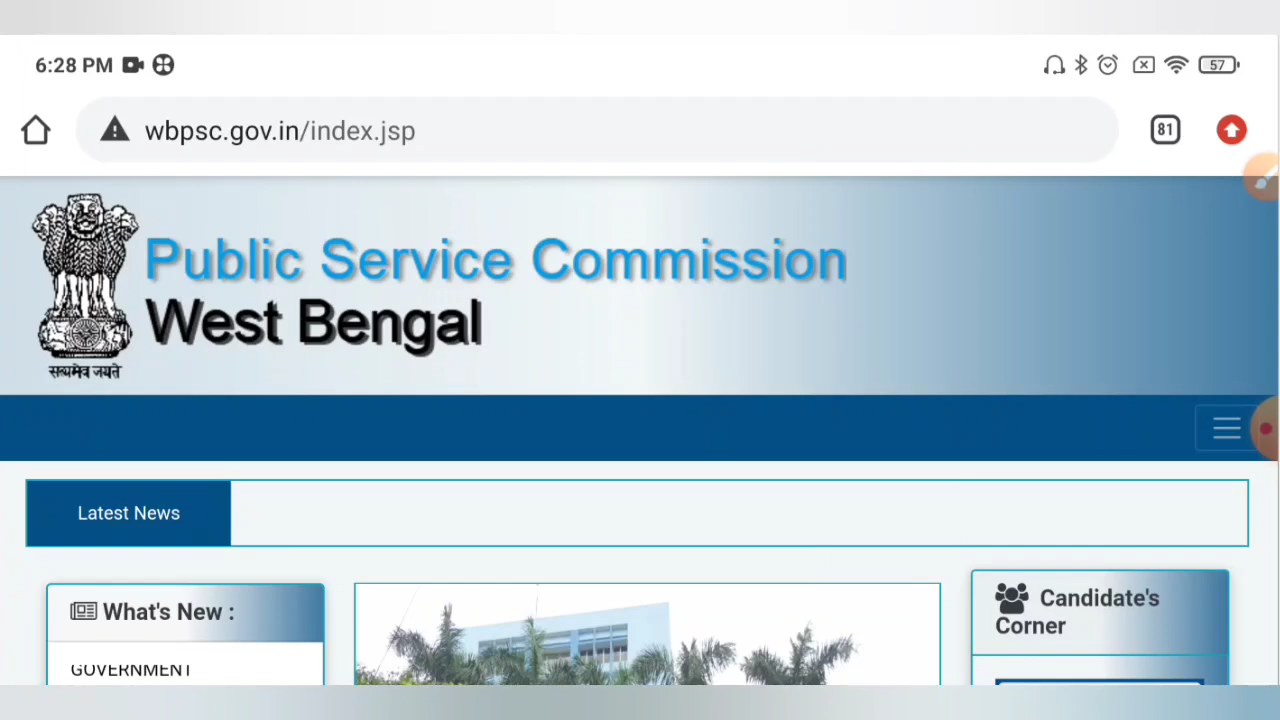 6:28 PM
57
wbpsc.gov.in/index.jsp
81
Public Service Commission
West Bengal
सत्यमेव जयते
Latest News
What's New :
GOVERNMENT
Candidate's
Corner